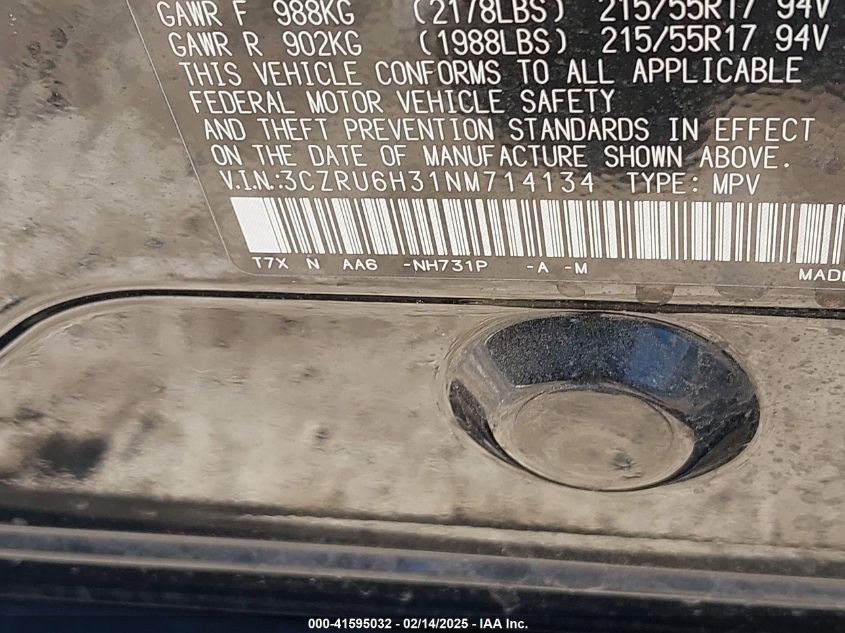 GAWR F 988KG (2178LBS) 215/55R17 94V
GAWR R 902KG (1988LBS) 215/55R17 94V
THIS VEHICLE CONFORMS TO ALL APPLICABLE
FEDERAL MOTOR VEHICLE SAFETY
AND THEFT PREVENTION STANDARDS IN EFFECT
ON THE DATE OF MANUFACTURE SHOWN ABOVE.
V.I.N.:3CZRU6H31NM714134 TYPE: MPV
T7X N AA6 -NH731P -A -M MADE
000-41595032 - 02/14/2025 - IAA Inc.